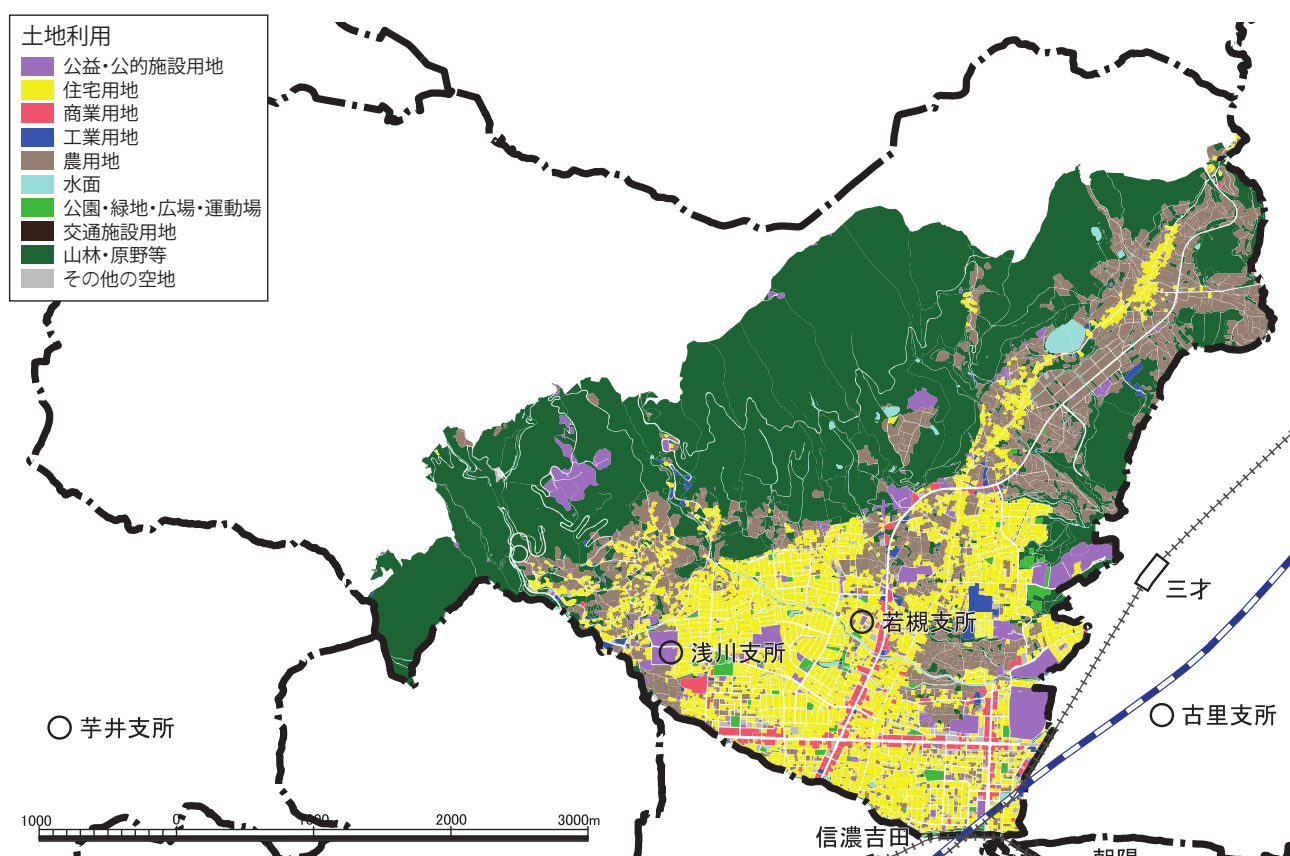 土地利用
公益・公的施設用地
住宅用地
商業用地
工業用地
農用地
水面
公園・緑地・広場・運動場
交通施設用地
山林・原野等
その他の空地
三才
若槻支所
浅川支所
古里支所
芋井支所
1000 0 1000 2000 3000m
信濃吉田
朝陽